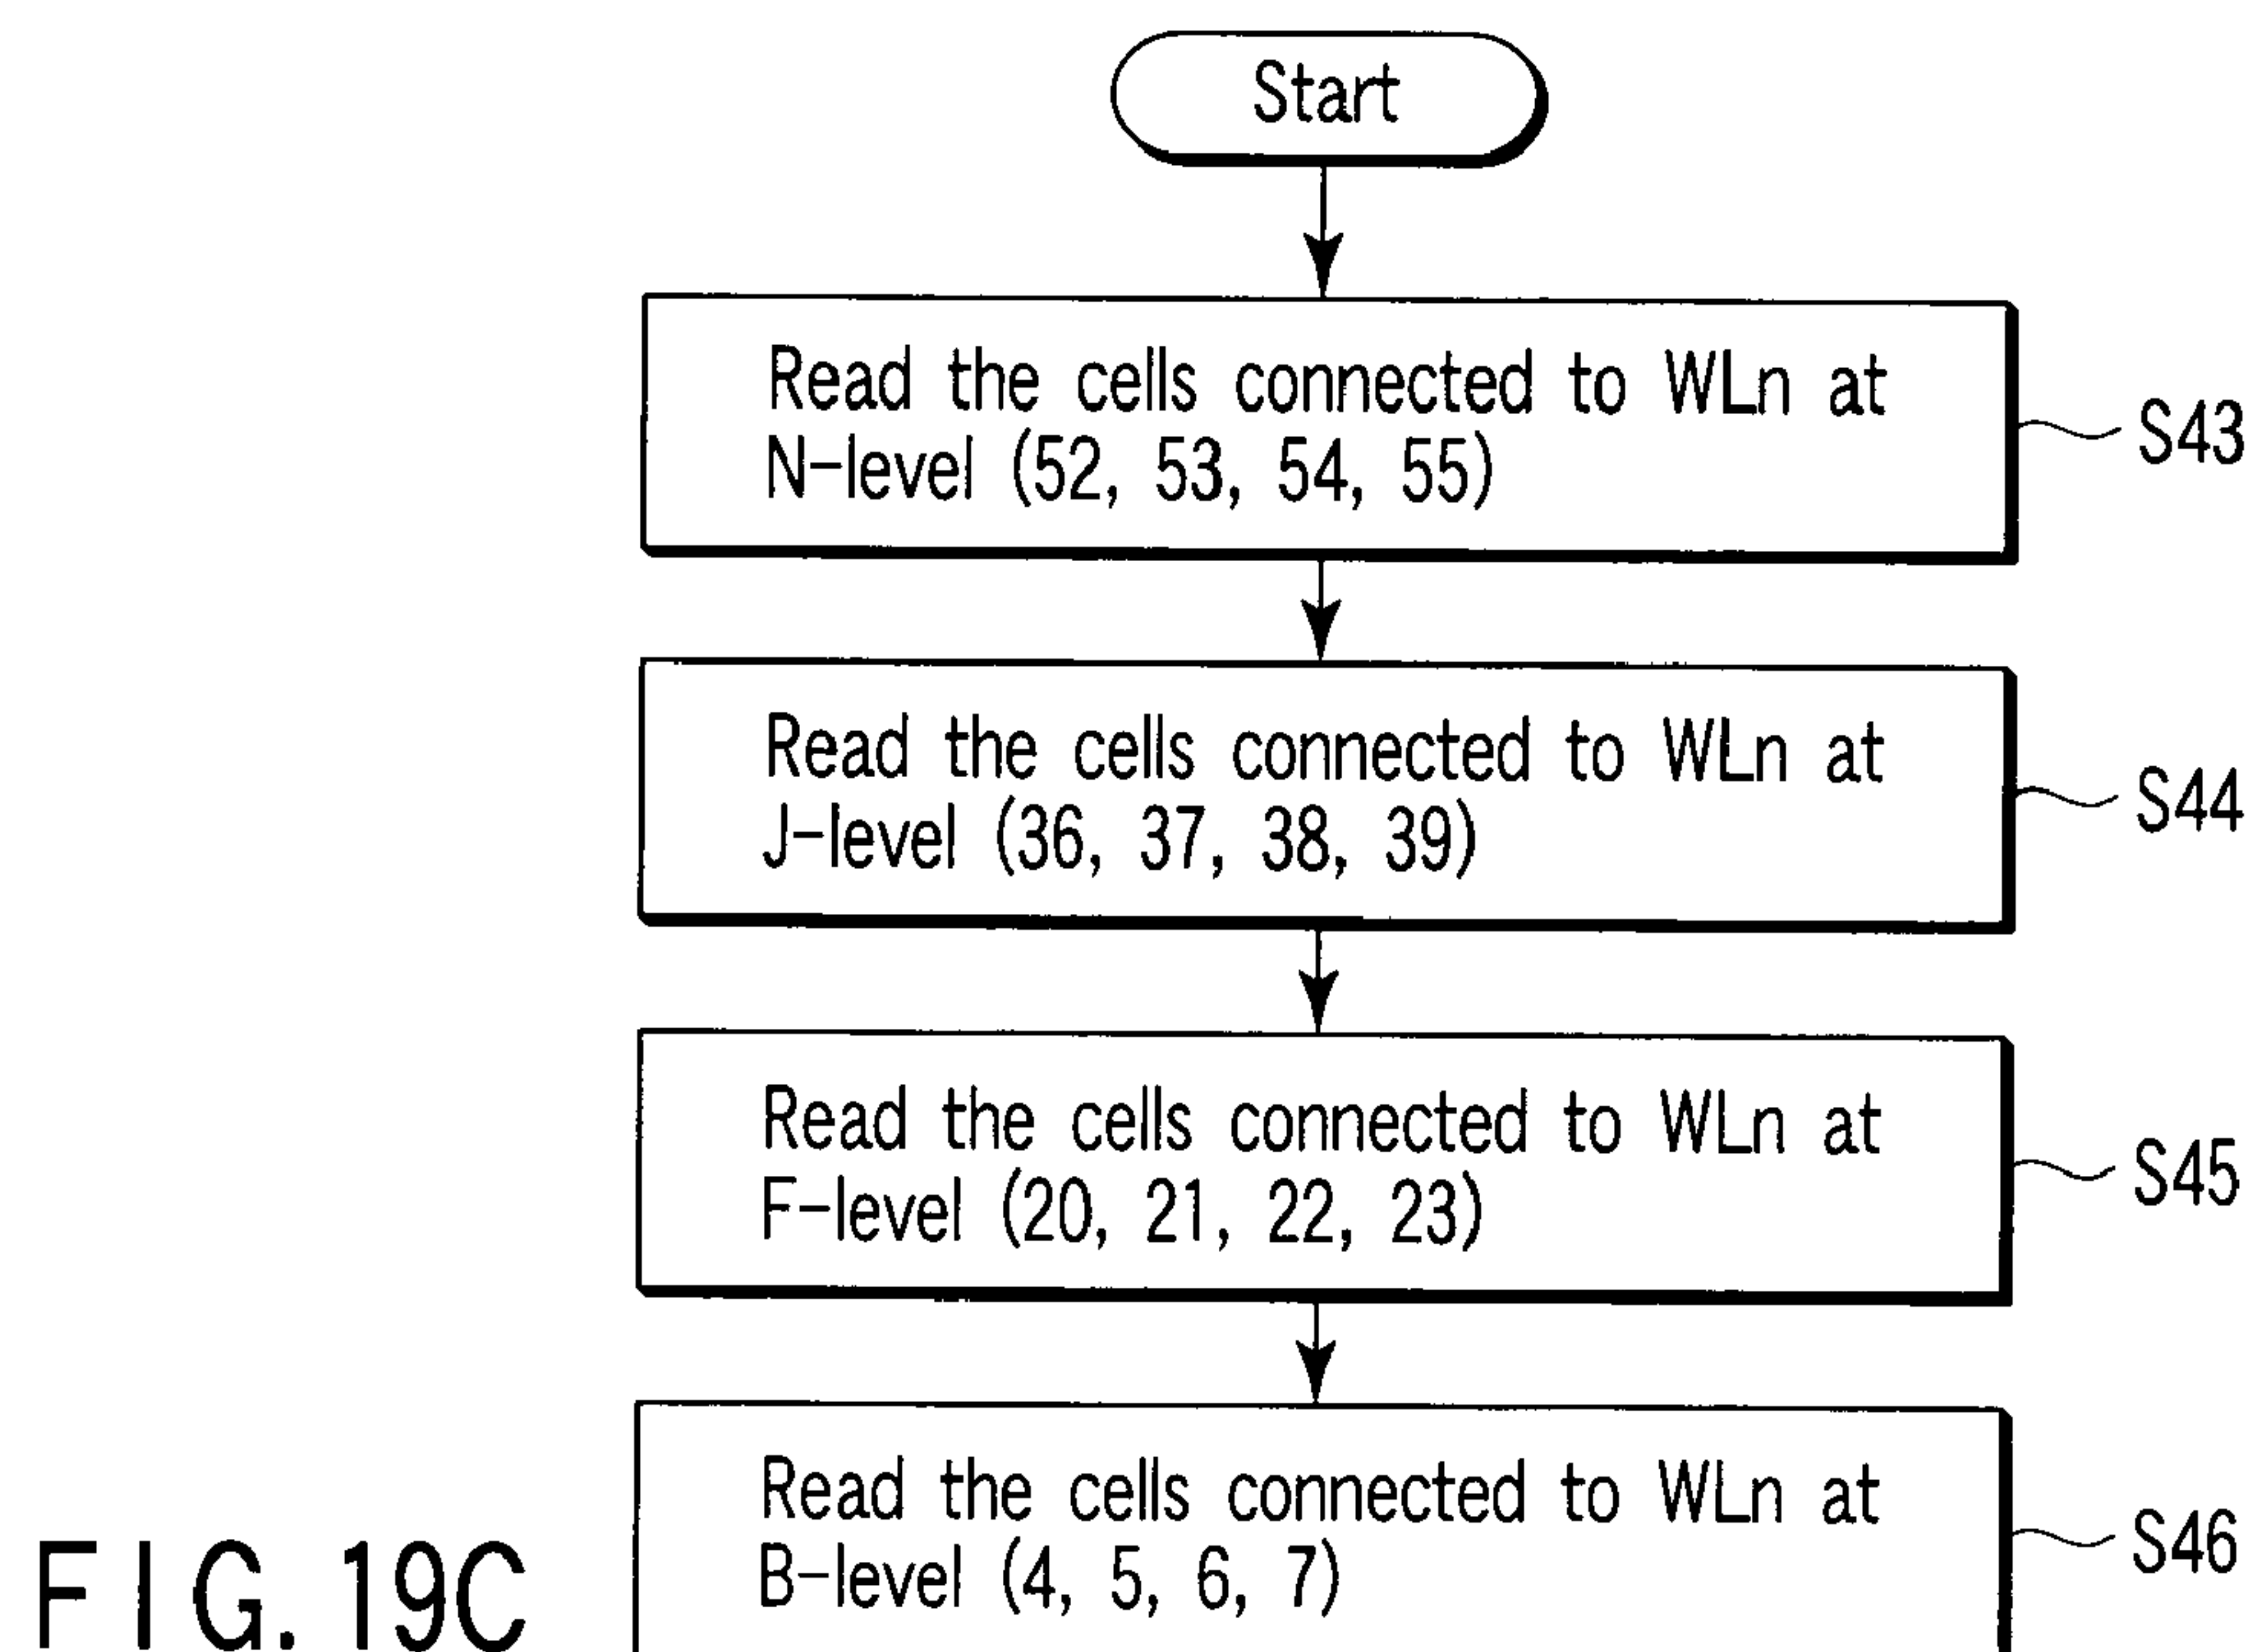 Start
Read the cells connected to WLn at
N-level (52, 53, 54, 55)
S43
Read the cells connected to WLn at
J-level (36, 37, 38, 39)
S44
Read the cells connected to WLn at
F-level (20, 21, 22, 23)
S45
Read the cells connected to WLn at
B-level (4, 5, 6, 7)
S46
FIG.19C